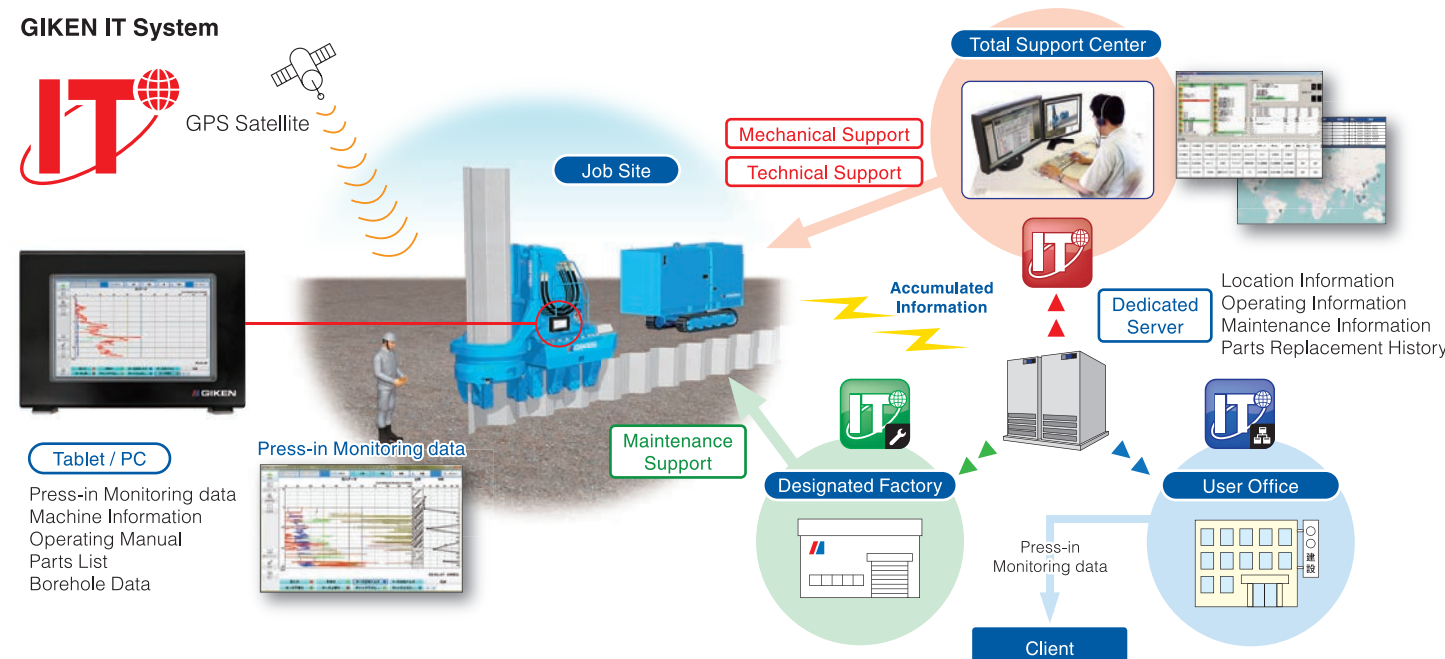 GIKEN IT System
IT
GPS Satellite
Job Site
Total Support Center
Mechanical Support
Technical Support
IT
Accumulated
Information
Dedicated
Server
Location Information
Operating Information
Maintenance Information
Parts Replacement History
GIKEN
Tablet / PC
Press-in Monitoring data
Machine Information
Operating Manual
Parts List
Borehole Data
Press-in Monitoring data
Maintenance
Support
IT
Designated Factory
IT
User Office
建
設
Press-in
Monitoring data
Client